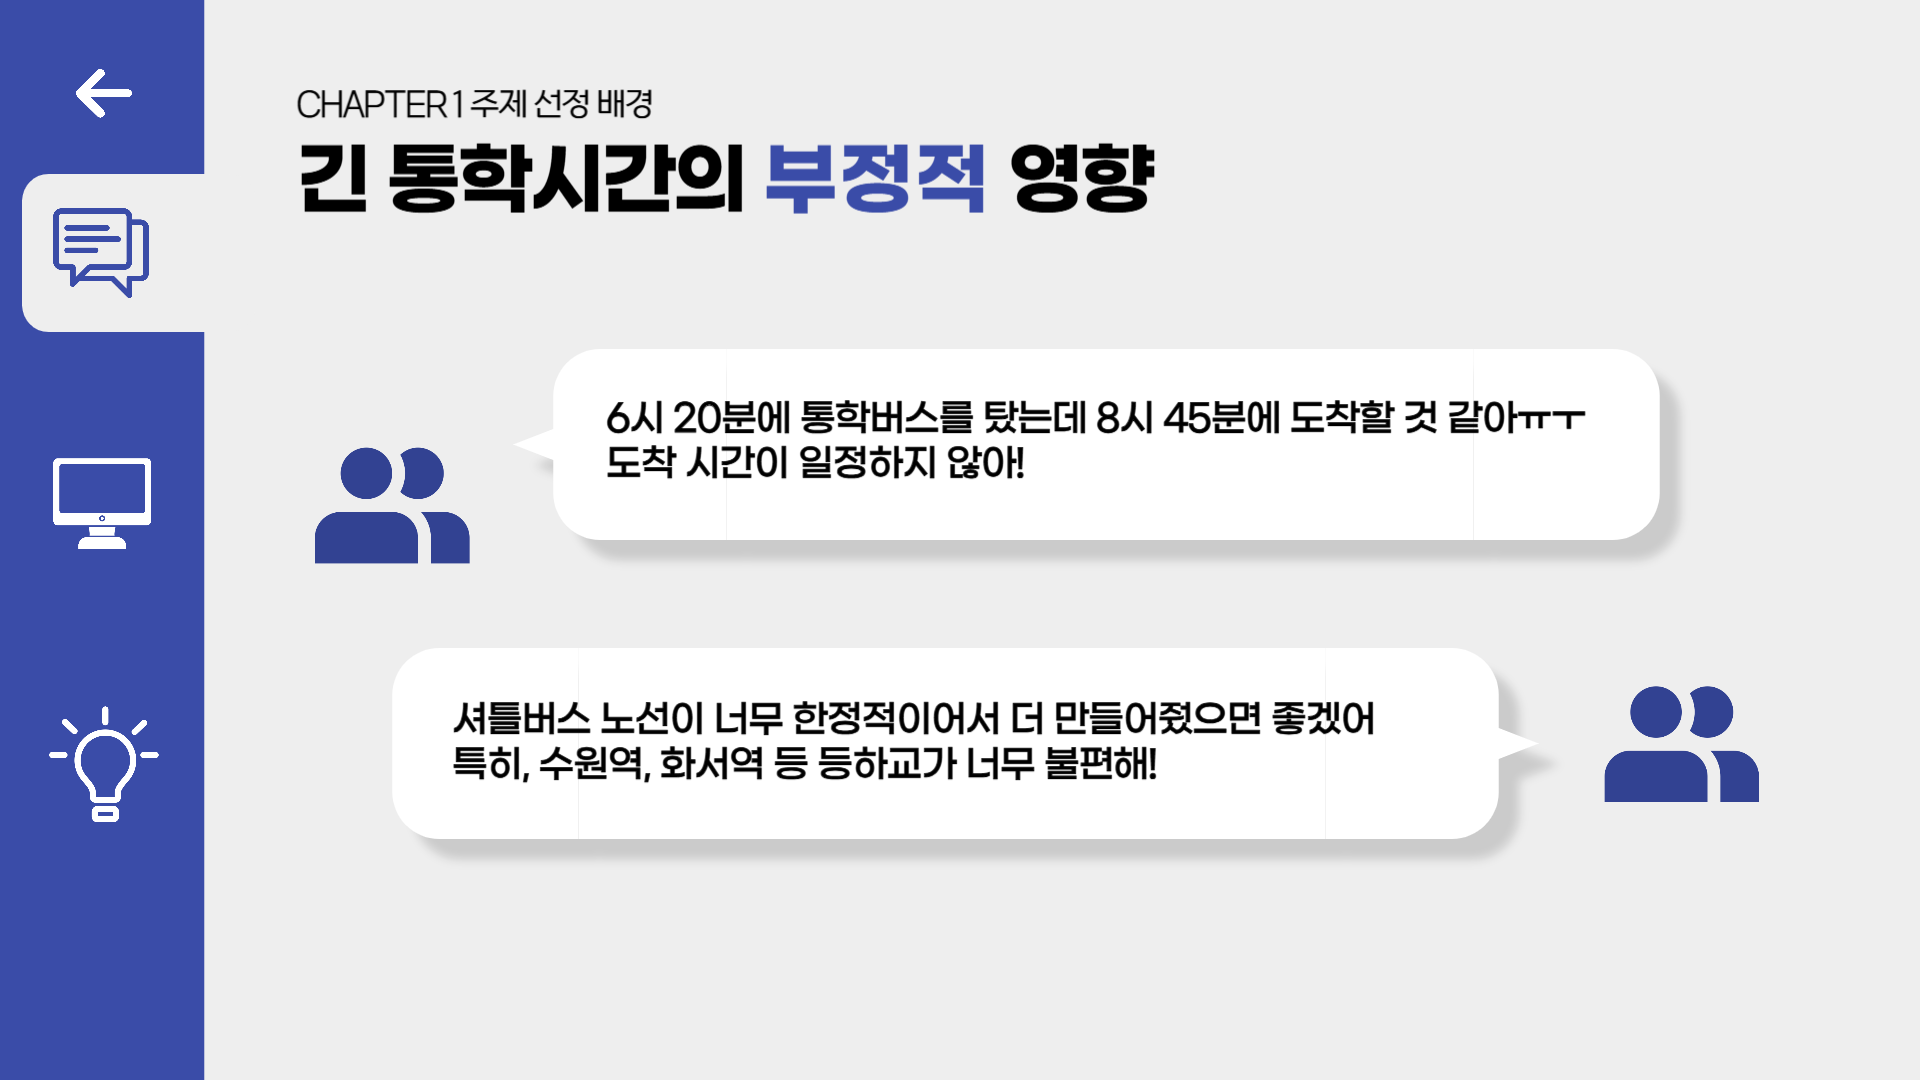 CHAPTER 1 주제 선정 배경
긴 통학시간의 부정적 영향
6시 20분에 통학버스를 탔는데 8시 45분에 도착할 것 같아ㅠㅜ
도착 시간이 일정하지 않아!
셔틀버스 노선이 너무 한정적이어서 더 만들어줬으면 좋겠어
특히, 수원역, 화서역 등 등하교가 너무 불편해!